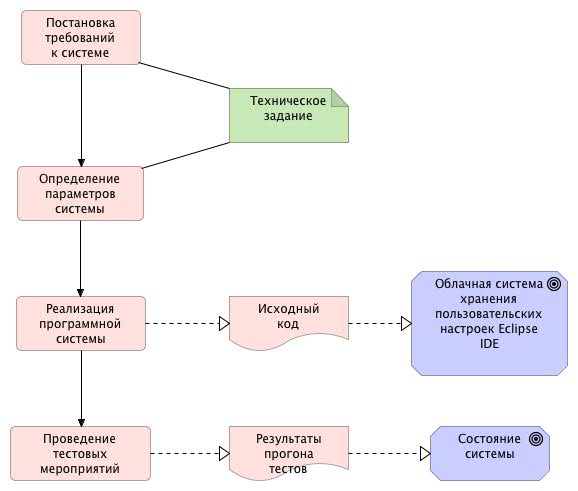 Постановка
требований
к системе
Техническое
задание
Определение
параметров
системы
Реализация
программной
системы
Исходный
код
Облачная система
хранения
пользовательских
настроек Eclipse
IDE
Проведение
тестовых
мероприятий
Результаты
прогона
тестов
Состояние
системы